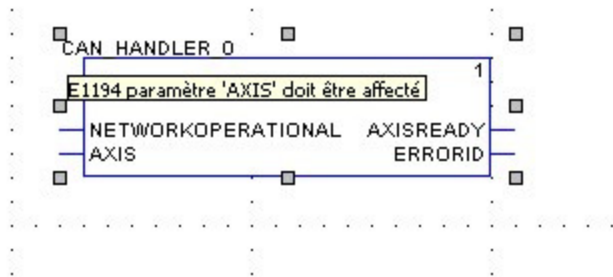 CAN_HANDLER_0
1
E1194 paramètre 'AXIS' doit être affecté
NETWORKOPERATIONAL AXISREADY
AXIS ERRORID